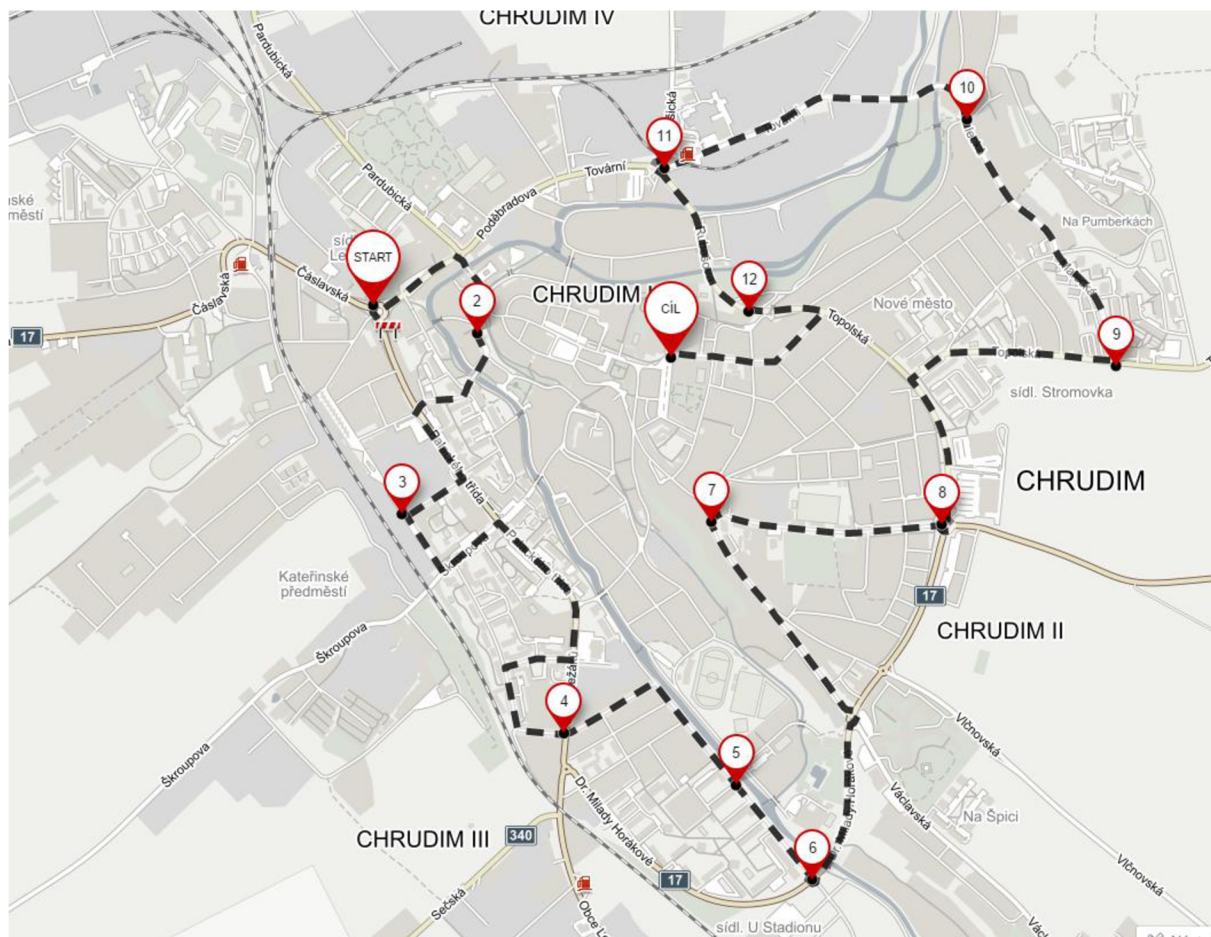 CHRUDIM IV
Pardubická
10
11
Tovární
Pardubická
Poděbradova
Na Pumberkách
START
Čáslavská
Čáslavská
17
2
CHRUDIM I
12
CÍL
Nové město
Topolská
9
sídl. Stromovka
3
7
8
CHRUDIM
Kateřinské
předměstí
17
CHRUDIM II
Škroupova
4
5
Vlčnovská
Škroupova
Dr. Milady Horákové
Václavská
Na Špici
CHRUDIM III
340
6
17
Vlčnovská
Sečská
sídl. U Stadionu